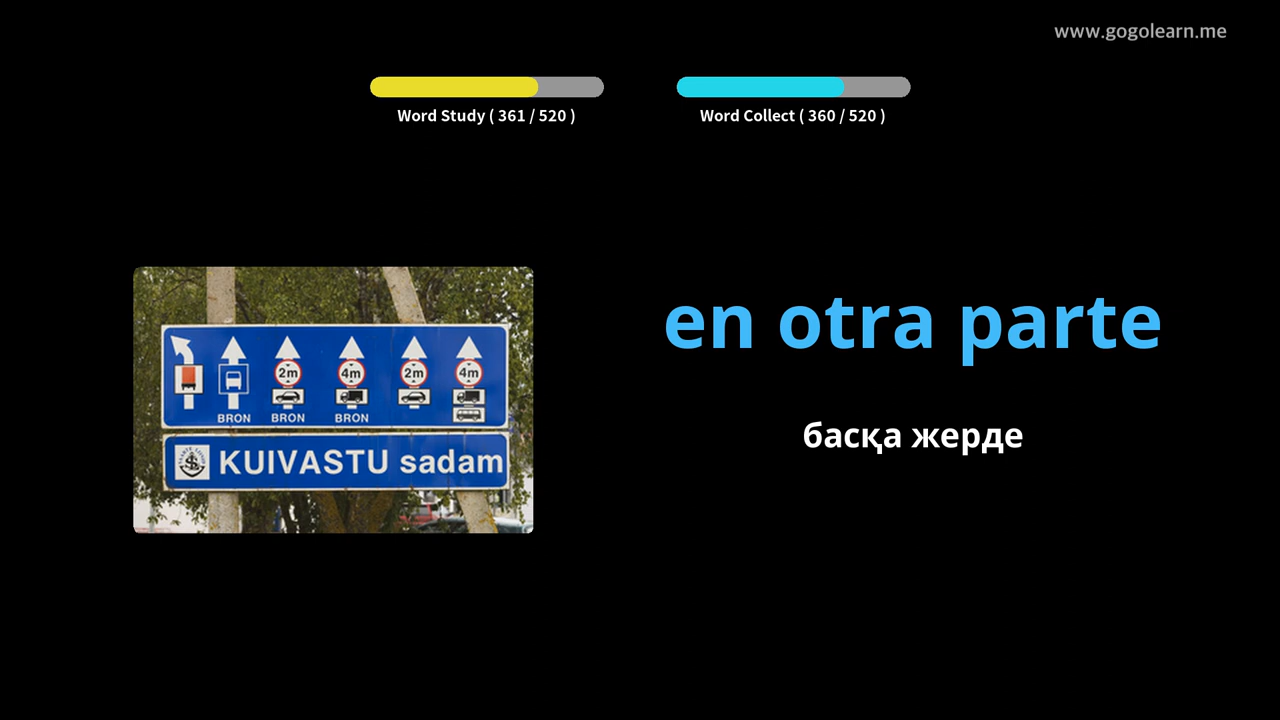 www.gogolearn.me
Word Study ( 361 / 520 )
Word Collect ( 360 / 520 )
2m
4m
2m
4m
BRON
BRON
BRON
KUIVASTU sadam
en otra parte
басқа жерде